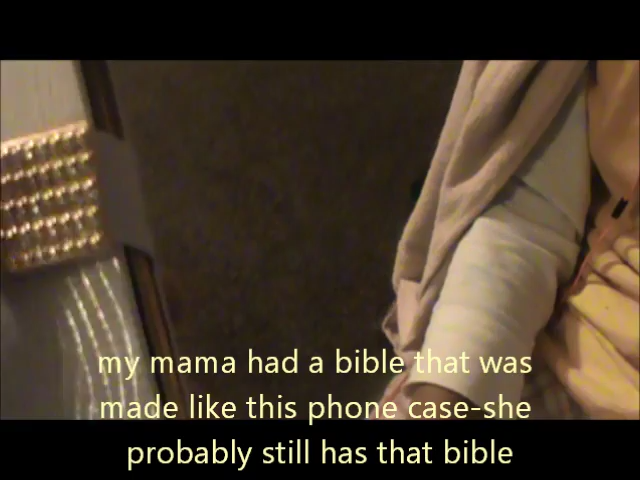 my mama had a bible that was
made like this phone case-she
probably still has that bible